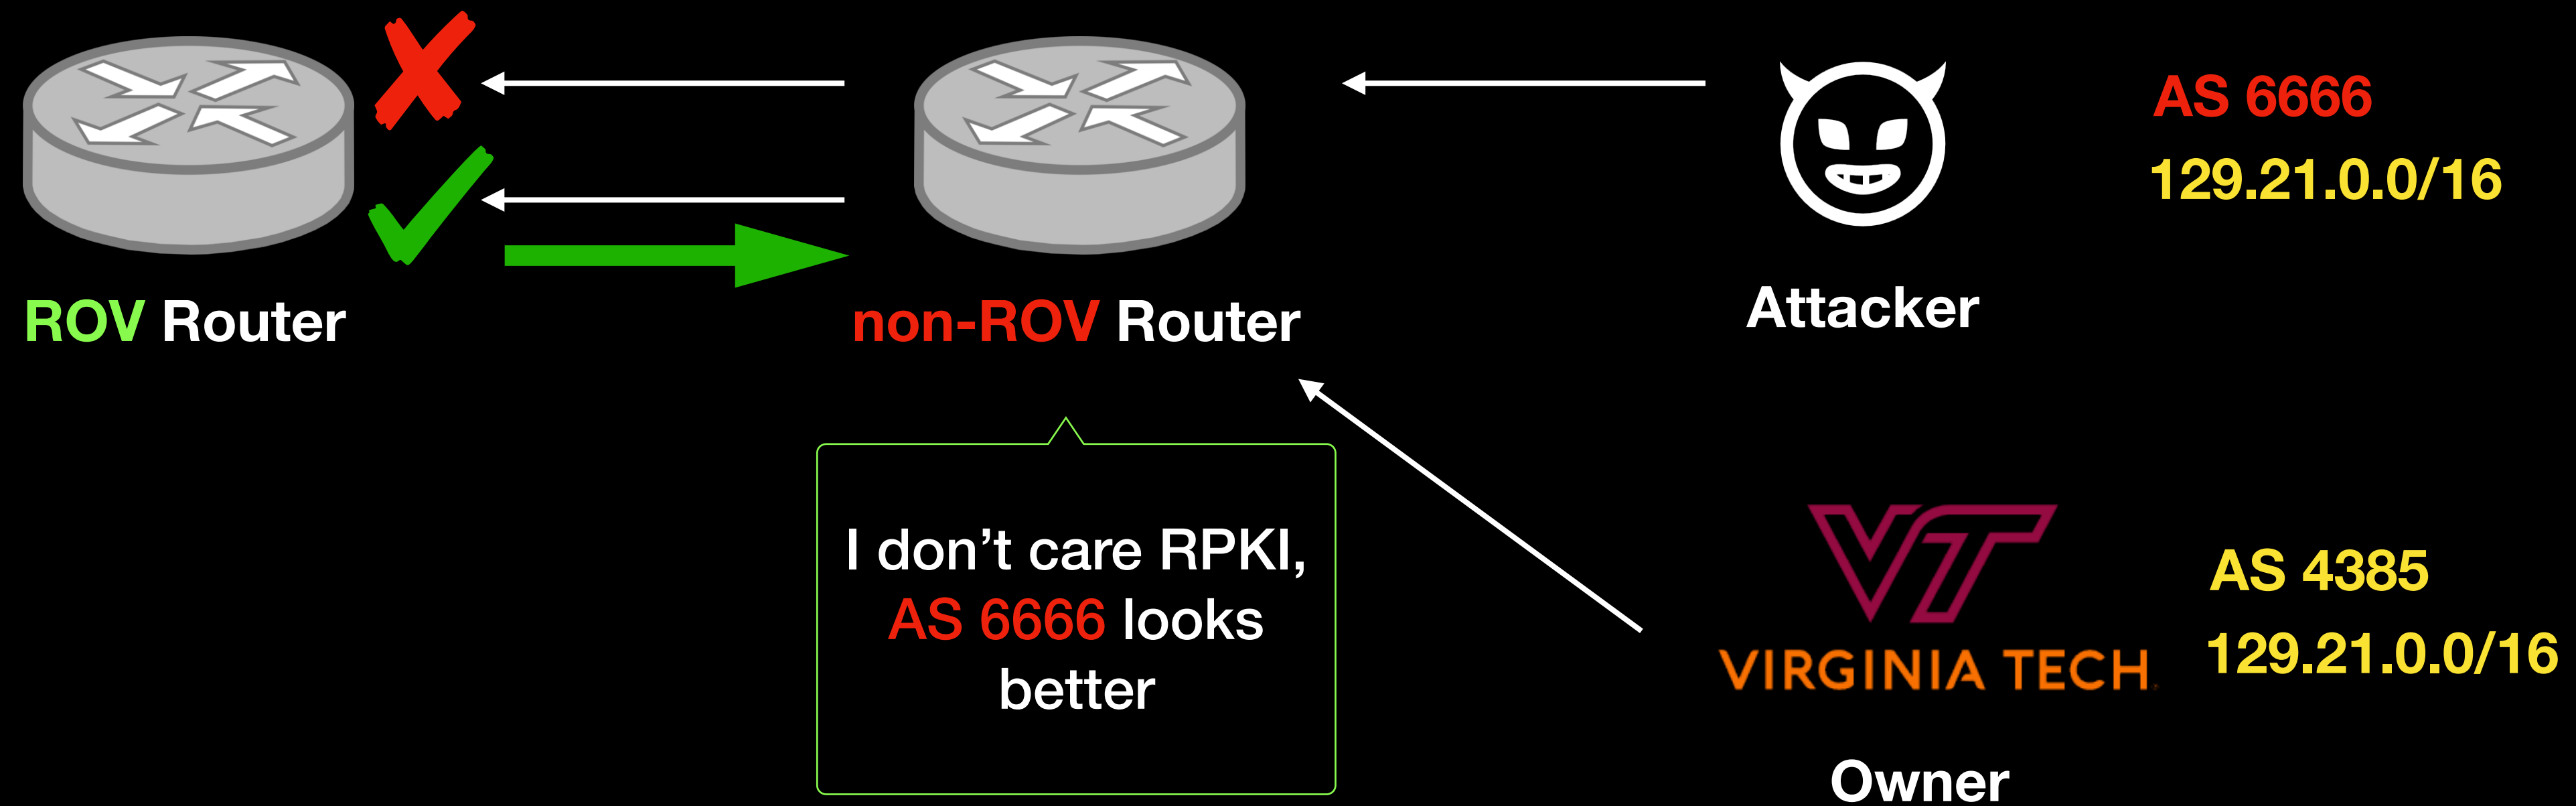 AS 6666
129.21.0.0/16
ROV Router
non-ROV Router
Attacker
I don't care RPKI,
AS 6666 looks
better
VT
VIRGINIA TECH.
AS 4385
129.21.0.0/16
Owner